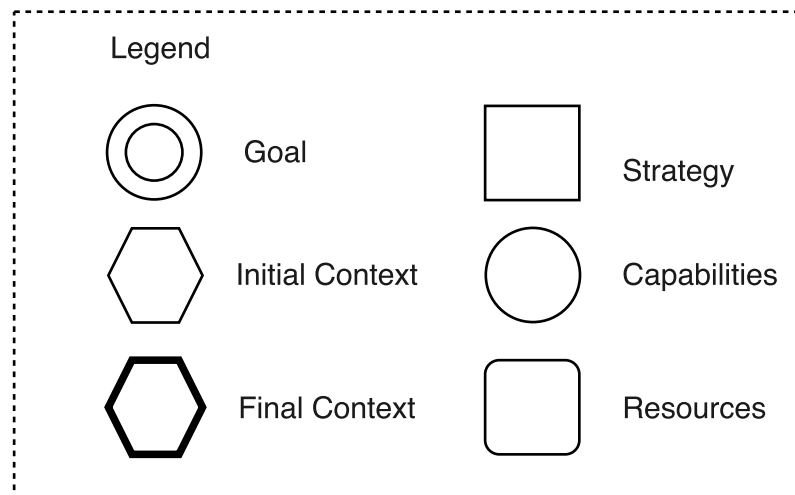 Legend
Goal
Strategy
Initial Context
Capabilities
Final Context
Resources